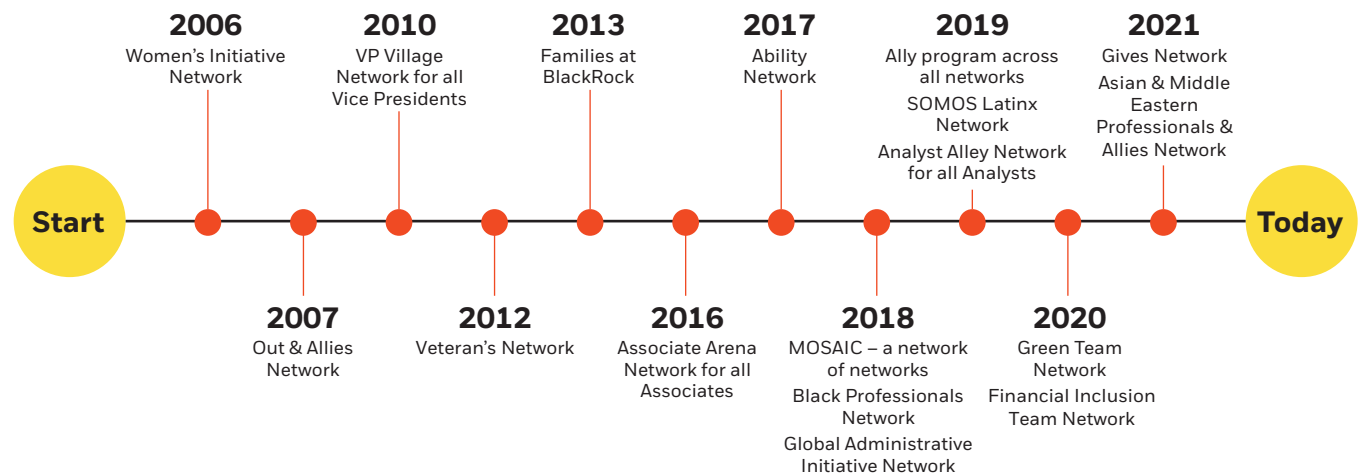 2006
Women's Initiative
Network
2010
VP Village
Network for all
Vice Presidents
2013
Families at
BlackRock
2017
Ability
Network
2019
Ally program across
all networks
SOMOS Latinx
Network
Analyst Alley Network
for all Analysts
2021
Gives Network
Asian & Middle
Eastern
Professionals &
Allies Network
Start
Today
2007
Out & Allies
Network
2012
Veteran's Network
2016
Associate Arena
Network for all
Associates
2018
MOSAIC – a network
of networks
Black Professionals
Network
Global Administrative
Initiative Network
2020
Green Team
Network
Financial Inclusion
Team Network